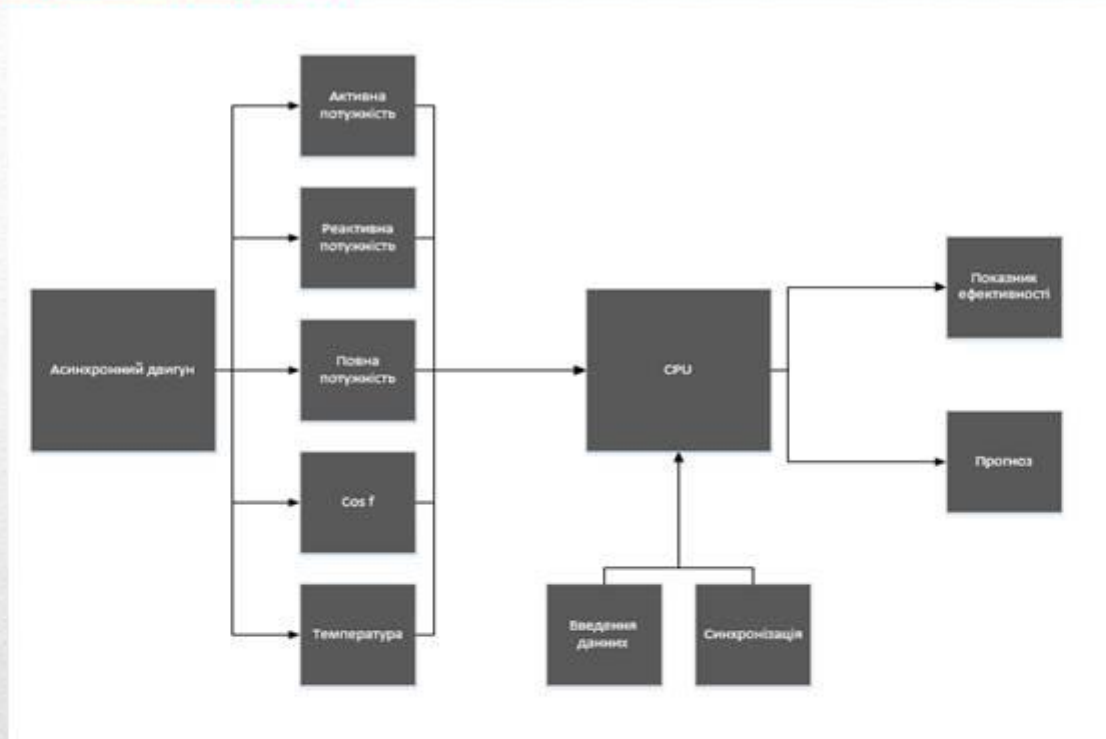 Активна
потужність
Реактивна
потужність
Асинхронний двигун
Повна
потужність
Cos f
Температура
CPU
Введення
данних
Синхронізація
Показник
ефективності
Прогноз